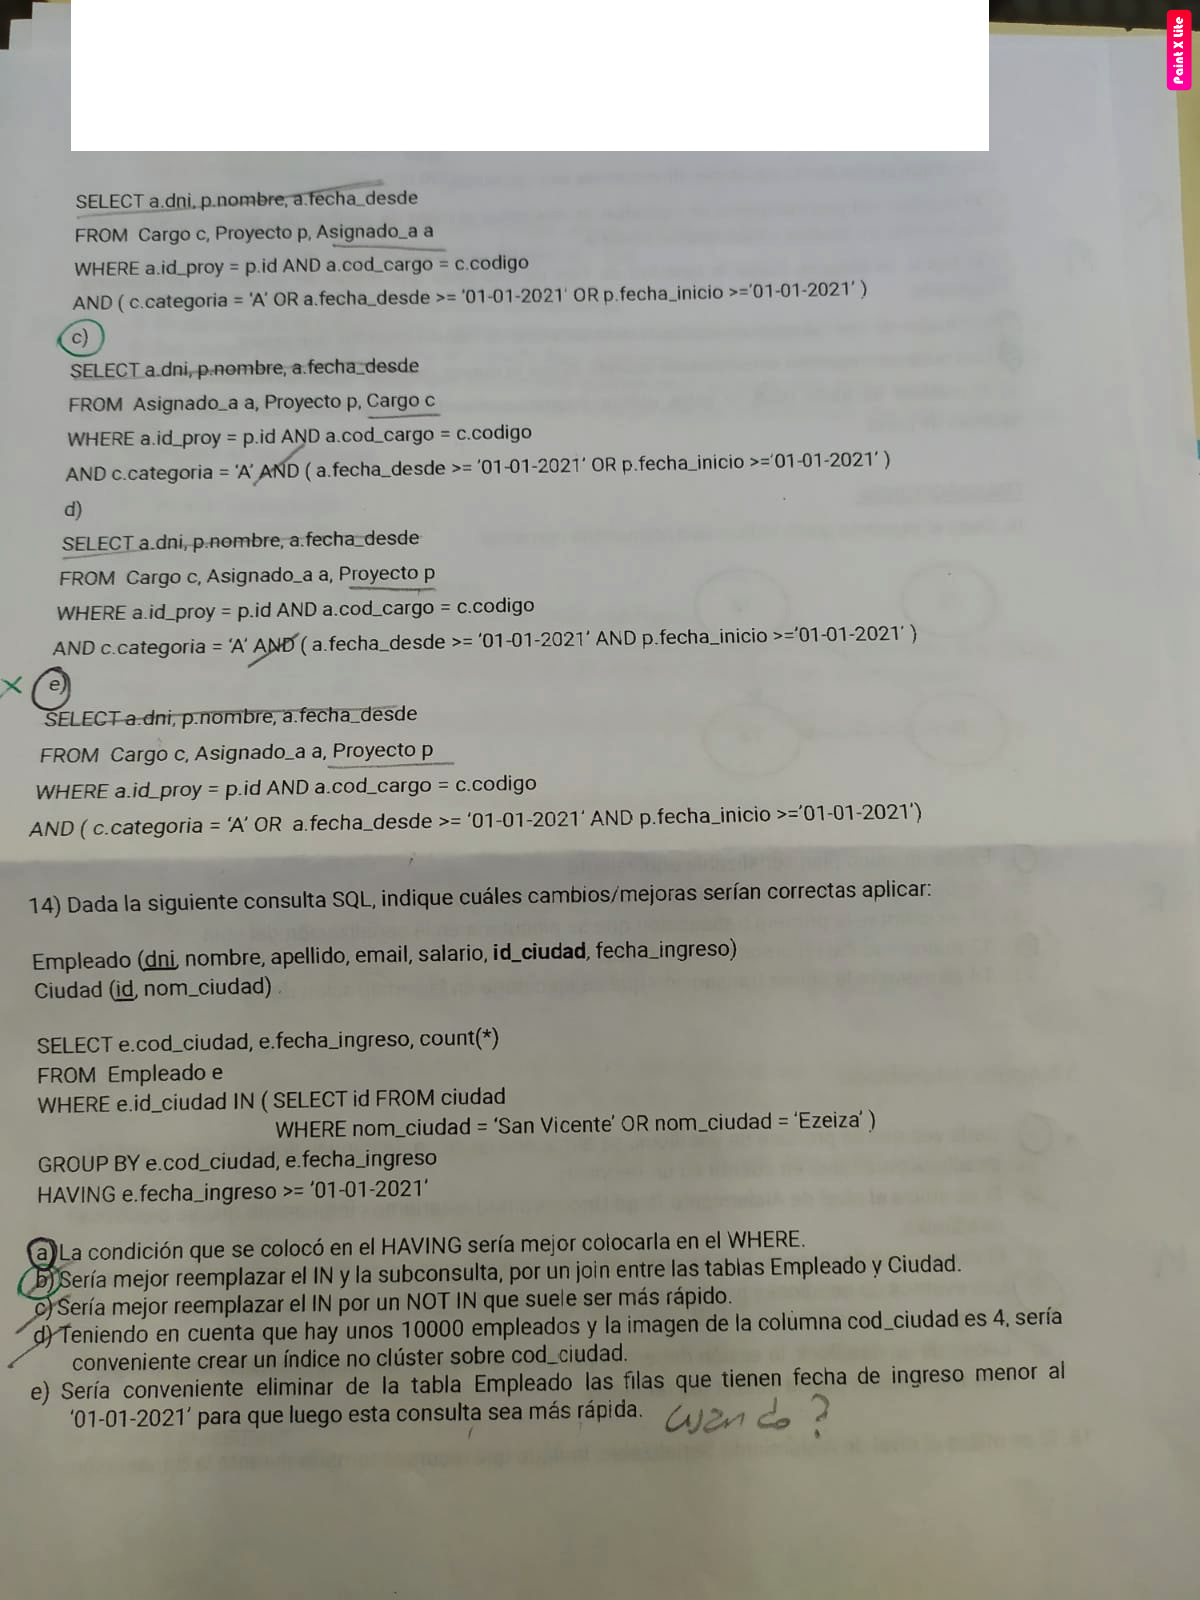 Paint X lite
SELECT a.dni, p.nombre, a.fecha_desde
FROM Cargo c, Proyecto p, Asignado_a a
WHERE a.id_proy = p.id AND a.cod_cargo = c.codigo
AND ( c.categoria = 'A' OR a.fecha_desde >= '01-01-2021' OR p.fecha_inicio >='01-01-2021' )
c)
SELECT a.dni, p.nombre, a.fecha_desde
FROM Asignado_a a, Proyecto p, Cargo c
WHERE a.id_proy = p.id AND a.cod_cargo = c.codigo
AND c.categoria = 'A' AND ( a.fecha_desde >= '01-01-2021' OR p.fecha_inicio >='01-01-2021' )
d)
SELECT a.dni, p.nombre, a.fecha_desde
FROM Cargo c, Asignado_a a, Proyecto p
WHERE a.id_proy = p.id AND a.cod_cargo = c.codigo
AND c.categoria = 'A' AND ( a.fecha_desde >= '01-01-2021' AND p.fecha_inicio >='01-01-2021' )
X e)
SELECT a.dni, p.nombre, a.fecha_desde
FROM Cargo c, Asignado_a a, Proyecto p
WHERE a.id_proy = p.id AND a.cod_cargo = c.codigo
AND ( c.categoria = 'A' OR a.fecha_desde >= '01-01-2021' AND p.fecha_inicio >='01-01-2021')
14) Dada la siguiente consulta SQL, indique cuáles cambios/mejoras serían correctas aplicar:
Empleado (dni, nombre, apellido, email, salario, id_ciudad, fecha_ingreso)
Ciudad (id, nom_ciudad)
SELECT e.cod_ciudad, e.fecha_ingreso, count(*)
FROM Empleado e
WHERE e.id_ciudad IN ( SELECT id FROM ciudad
WHERE nom_ciudad = 'San Vicente' OR nom_ciudad = 'Ezeiza' )
GROUP BY e.cod_ciudad, e.fecha_ingreso
HAVING e.fecha_ingreso >= '01-01-2021'
a) La condición que se colocó en el HAVING sería mejor colocarla en el WHERE.
b) Sería mejor reemplazar el IN y la subconsulta, por un join entre las tablas Empleado y Ciudad.
c) Sería mejor reemplazar el IN por un NOT IN que suele ser más rápido.
d) Teniendo en cuenta que hay unos 10000 empleados y la imagen de la columna cod_ciudad es 4, sería
conveniente crear un índice no clúster sobre cod_ciudad.
e) Sería conveniente eliminar de la tabla Empleado las filas que tienen fecha de ingreso menor al
'01-01-2021' para que luego esta consulta sea más rápida. cuando?